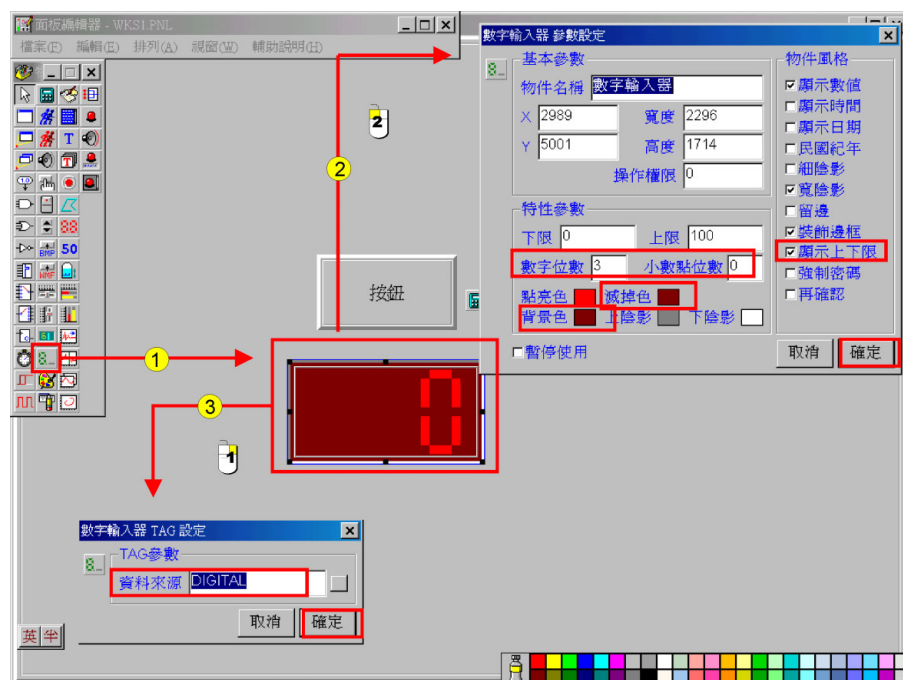 面板編輯器 - WKS1.PNL
檔案(F) 編輯(E) 排列(A) 視窗(W) 輔助說明(H)
T
T
1.0
88
BMP 50
1
2
3
2
1
按鈕
0
數字輸入器 參數設定
基本參數
物件名稱 數字輸入器
X 2989 寬度 2296
Y 5001 高度 1714
操作權限 0
特性參數
下限 0 上限 100
數字位數 3 小數點位數 0
點亮色 滅掉色
背景色 上陰影 下陰影
暫停使用
物件風格
顯示數值
顯示時間
顯示日期
民國紀年
細陰影
寬陰影
留邊
裝飾邊框
顯示上下限
強制密碼
再確認
取消 確定
數字輸入器 TAG 設定
TAG參數
資料來源 DIGITAL
取消 確定
英 半